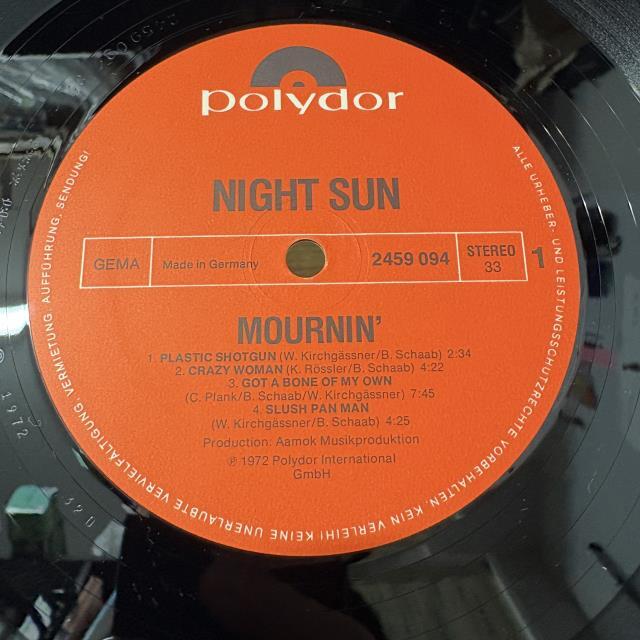 polydor
NIGHT SUN
GEMA
Made in Germany
2459 094
STEREO
33
1
MOURNIN'
1. PLASTIC SHOTGUN (W. Kirchgässner/B. Schaab) 2:34
2. CRAZY WOMAN (K. Rössler/B. Schaab) 4:22
3. GOT A BONE OF MY OWN
(C. Plank/B. Schaab/W. Kirchgässner) 7:45
4. SLUSH PAN MAN
(W. Kirchgässner/B. Schaab) 4:25
Production: Aamok Musikproduktion
℗ 1972 Polydor International
GmbH
ALLE URHEBER- UND LEISTUNGSSCHUTZRECHTE VORBEHALTEN. KEIN VERLEIH! KEINE UNERLAUBTE VERVIELFÄLTIGUNG, VERMIETUNG, AUFFÜHRUNG, SENDUNG!
1972
320